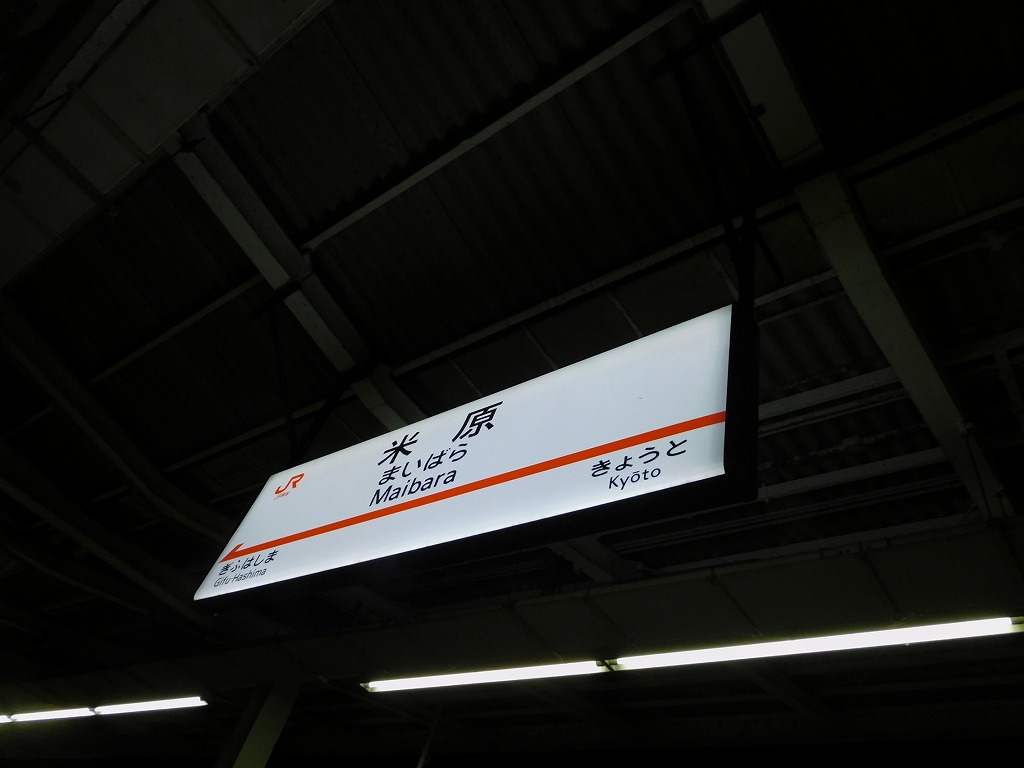 JR
米原
まいばら
Maibara
ぎふはしま
Gifu-Hashima
きょうと
Kyōto